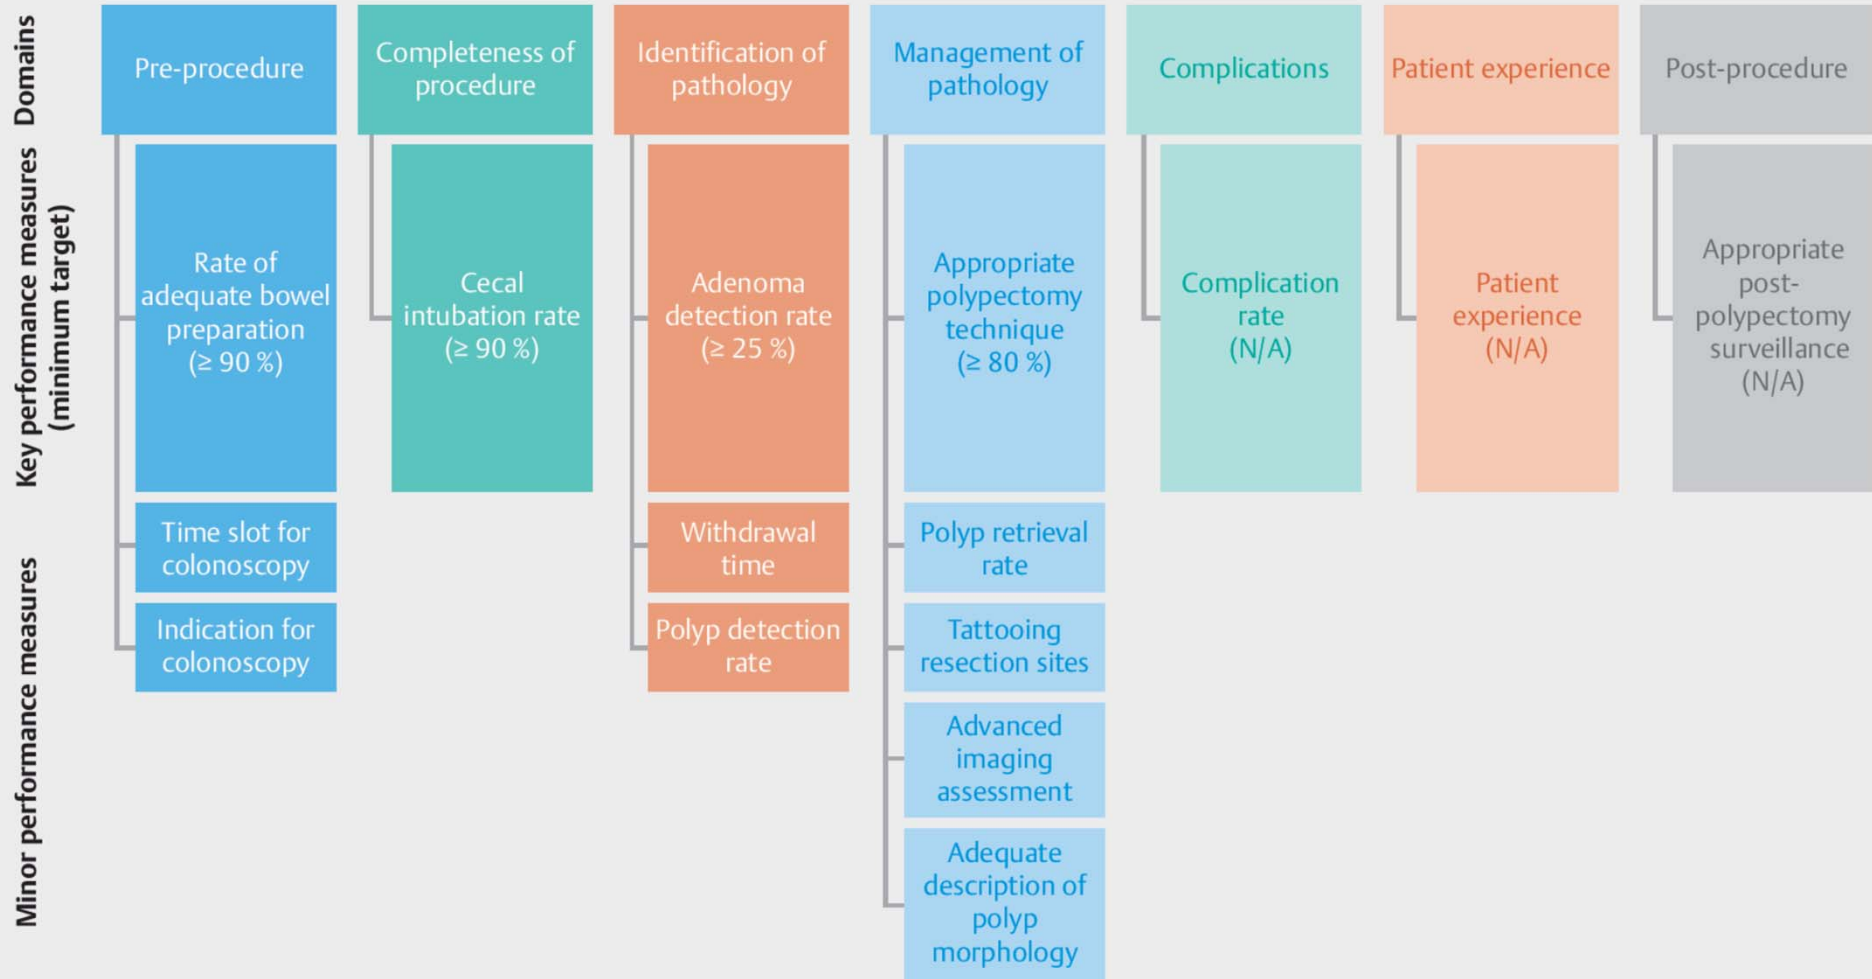 Domains
Pre-procedure
Completeness of
procedure
Identification of
pathology
Management of
pathology
Complications
Patient experience
Post-procedure
Key performance measures
(minimum target)
Rate of
adequate bowel
preparation
(≥ 90 %)
Cecal
intubation rate
(≥ 90 %)
Adenoma
detection rate
(≥ 25 %)
Appropriate
polypectomy
technique
(≥ 80 %)
Complication
rate
(N/A)
Patient
experience
(N/A)
Appropriate
post-
polypectomy
surveillance
(N/A)
Minor performance measures
Time slot for
colonoscopy
Indication for
colonoscopy
Withdrawal
time
Polyp detection
rate
Polyp retrieval
rate
Tattooing
resection sites
Advanced
imaging
assessment
Adequate
description of
polyp
morphology